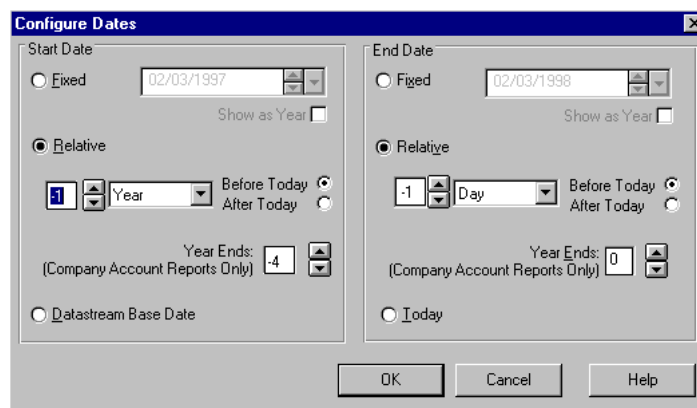 Configure Dates
Start Date
Fixed 02/03/1997
Show as Year
Relative
-1 Year Before Today
After Today
Year Ends: -4
(Company Account Reports Only)
Datastream Base Date
End Date
Fixed 02/03/1998
Show as Year
Relative
-1 Day Before Today
After Today
Year Ends: 0
(Company Account Reports Only)
Today
OK Cancel Help